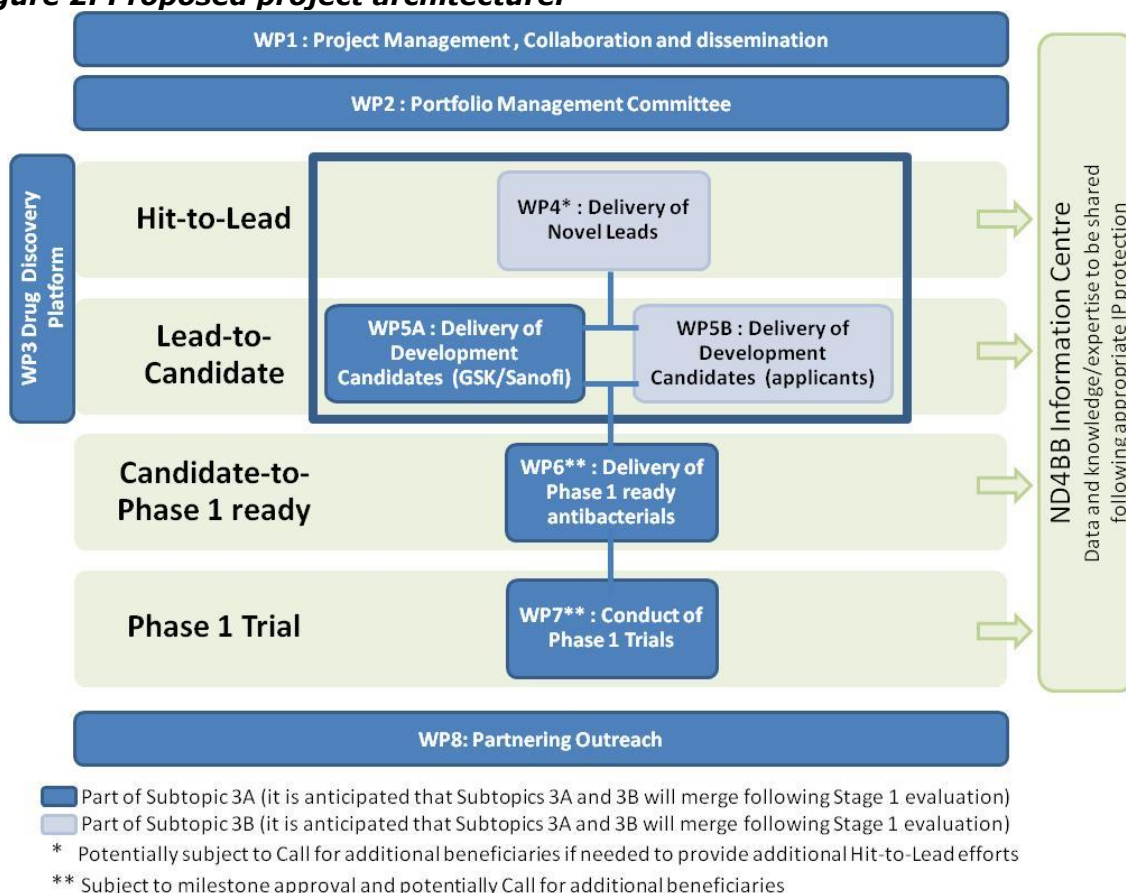 gure 2: Proposed project architecture.
WP1 : Project Management , Collaboration and dissemination
WP2 : Portfolio Management Committee
WP3 Drug Discovery
Platform
Hit-to-Lead
WP4* : Delivery of
Novel Leads
Lead-to-
Candidate
WP5A : Delivery of
Development
Candidates (GSK/Sanofi)
WP5B : Delivery of
Development
Candidates (applicants)
Candidate-to-
Phase 1 ready
WP6** : Delivery of
Phase 1 ready
antibacterials
Phase 1 Trial
WP7** : Conduct of
Phase 1 Trials
ND4BB Information Centre
Data and knowledge/expertise to be shared
following appropriate IP protection
WP8: Partnering Outreach
Part of Subtopic 3A (it is anticipated that Subtopics 3A and 3B will merge following Stage 1 evaluation)
Part of Subtopic 3B (it is anticipated that Subtopics 3A and 3B will merge following Stage 1 evaluation)
* Potentially subject to Call for additional beneficiaries if needed to provide additional Hit-to-Lead efforts
** Subject to milestone approval and potentially Call for additional beneficiaries